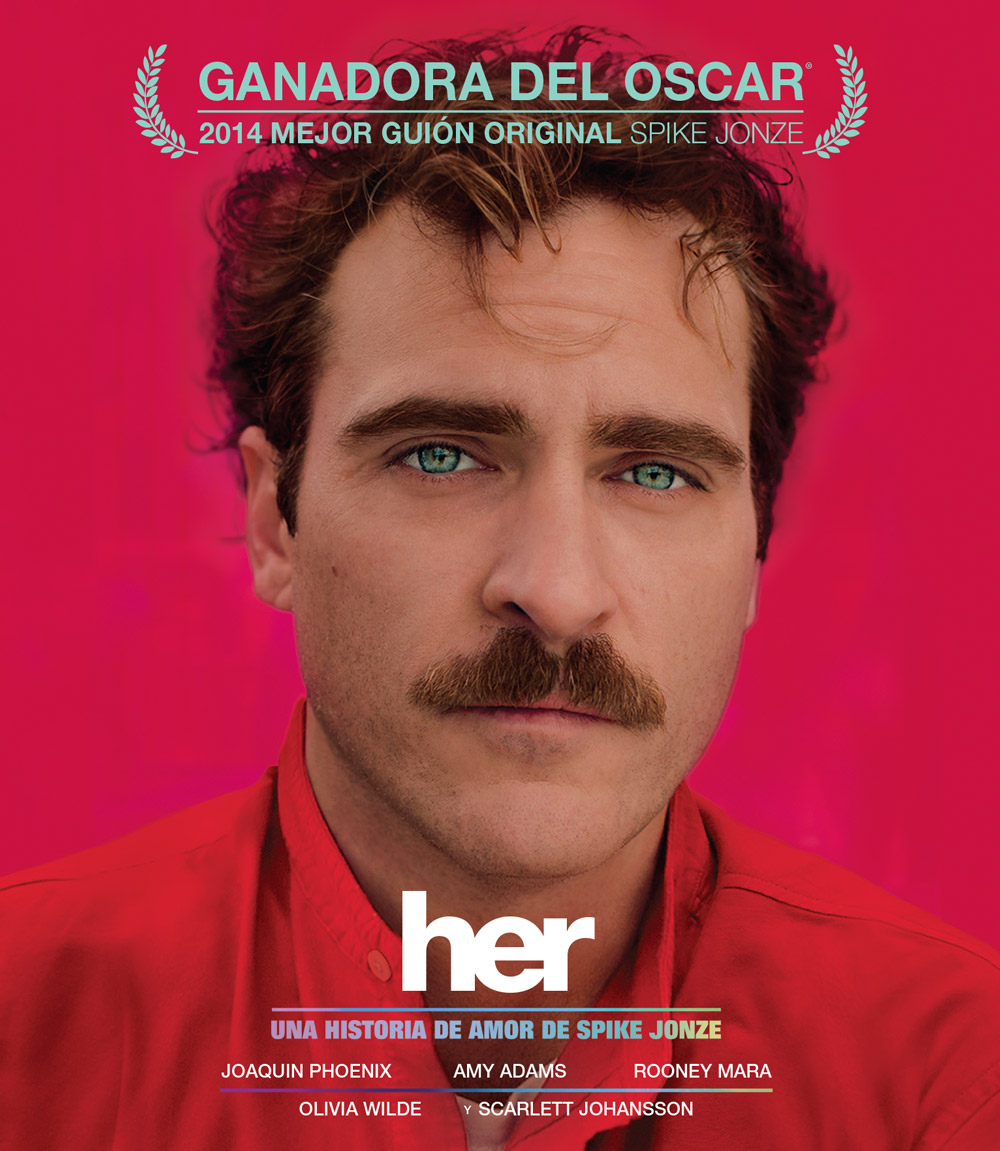 GANADORA DEL OSCAR®
2014 MEJOR GUIÓN ORIGINAL SPIKE JONZE
her
UNA HISTORIA DE AMOR DE SPIKE JONZE
JOAQUIN PHOENIX AMY ADAMS ROONEY MARA
OLIVIA WILDE Y SCARLETT JOHANSSON